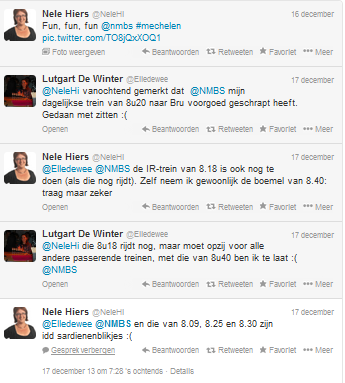 Nele Hiers @NeleHI 16 december
Fun, fun, fun @nmbs #mechelen
pic.twitter.com/TO8jQxXOQ1
Foto weergeven Beantwoorden Retweeten Favoriet Meer
Lutgart De Winter @Elledewee 17 december
@NeleHi vanochtend gemerkt dat @NMBS mijn
dagelijkse trein van 8u20 naar Bru voorgoed geschrapt heeft.
Gedaan met zitten :(
Openen Beantwoorden Retweeten Favoriet Meer
Nele Hiers @NeleHI 17 december
@Elledewee @NMBS de IR-trein van 8.18 is ook nog te
doen (als die nog rijdt). Zelf neem ik gewoonlijk de boemel van 8.40:
traag maar zeker
Openen Beantwoorden Retweeten Favoriet Meer
Lutgart De Winter @Elledewee 17 december
@NeleHi die 8u18 rijdt nog, maar moet opzij voor alle
andere passerende treinen, met die van 8u40 ben ik te laat :(
@NMBS
Openen Beantwoorden Retweeten Favoriet Meer
Nele Hiers @NeleHI 17 december
@Elledewee @NMBS en die van 8.09, 8.25 en 8.30 zijn
idd sardienenblikjes :(
Gesprek verbergen Beantwoorden Retweeten Favoriet Meer
17 december 13 om 7:28 's ochtends · Details